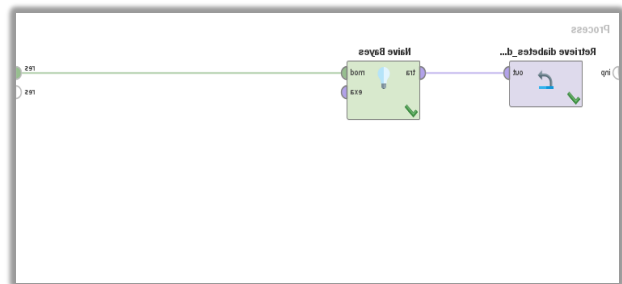 Process
Retrieve diabetes_d...
Naive Bayes
inp
out
tra
mod
exa
res
res